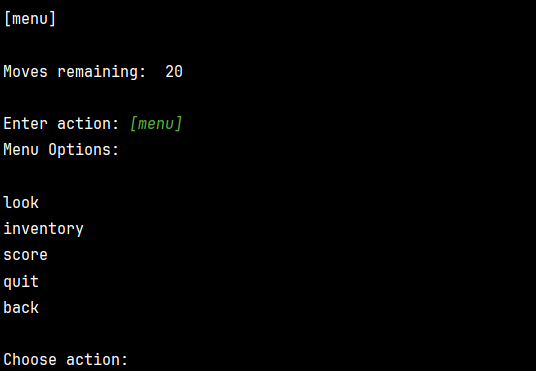 [menu]
Moves remaining:  20
Enter action: [menu]
Menu Options:
look
inventory
score
quit
back
Choose action: